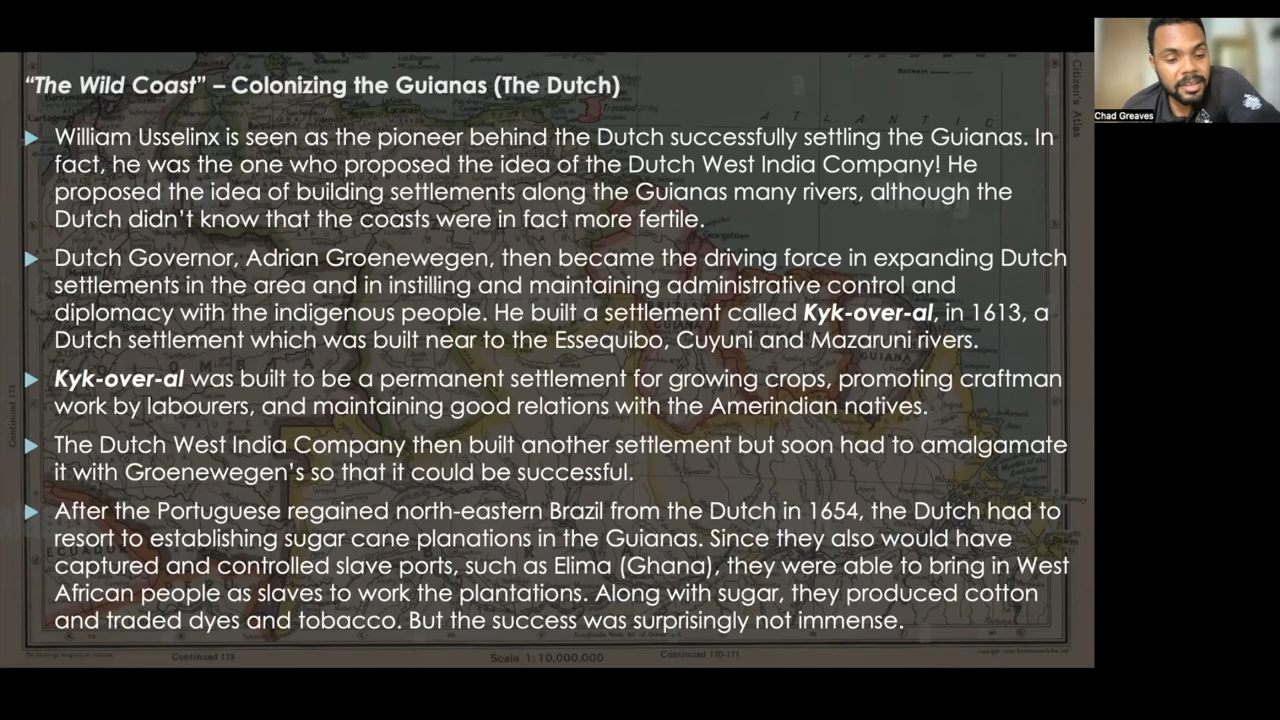 “The Wild Coast” – Colonizing the Guianas (The Dutch)
William Usselinx is seen as the pioneer behind the Dutch successfully settling the Guianas. In
fact, he was the one who proposed the idea of the Dutch West India Company! He
proposed the idea of building settlements along the Guianas many rivers, although the
Dutch didn’t know that the coasts were in fact more fertile.
Dutch Governor, Adrian Groenewegen, then became the driving force in expanding Dutch
settlements in the area and in instilling and maintaining administrative control and
diplomacy with the indigenous people. He built a settlement called Kyk-over-al, in 1613, a
Dutch settlement which was built near to the Essequibo, Cuyuni and Mazaruni rivers.
Kyk-over-al was built to be a permanent settlement for growing crops, promoting craftman
work by labourers, and maintaining good relations with the Amerindian natives.
The Dutch West India Company then built another settlement but soon had to amalgamate
it with Groenewegen’s so that it could be successful.
After the Portuguese regained north-eastern Brazil from the Dutch in 1654, the Dutch had to
resort to establishing sugar cane planations in the Guianas. Since they also would have
captured and controlled slave ports, such as Elima (Ghana), they were able to bring in West
African people as slaves to work the plantations. Along with sugar, they produced cotton
and traded dyes and tobacco. But the success was surprisingly not immense.
Chad Greaves
Citizen's Atlas
ATLANTIC
Trinidad
Georgetown
GUIANA
ECUADOR
Continued 118
Scale 1:10,000,000
Continued 170-171